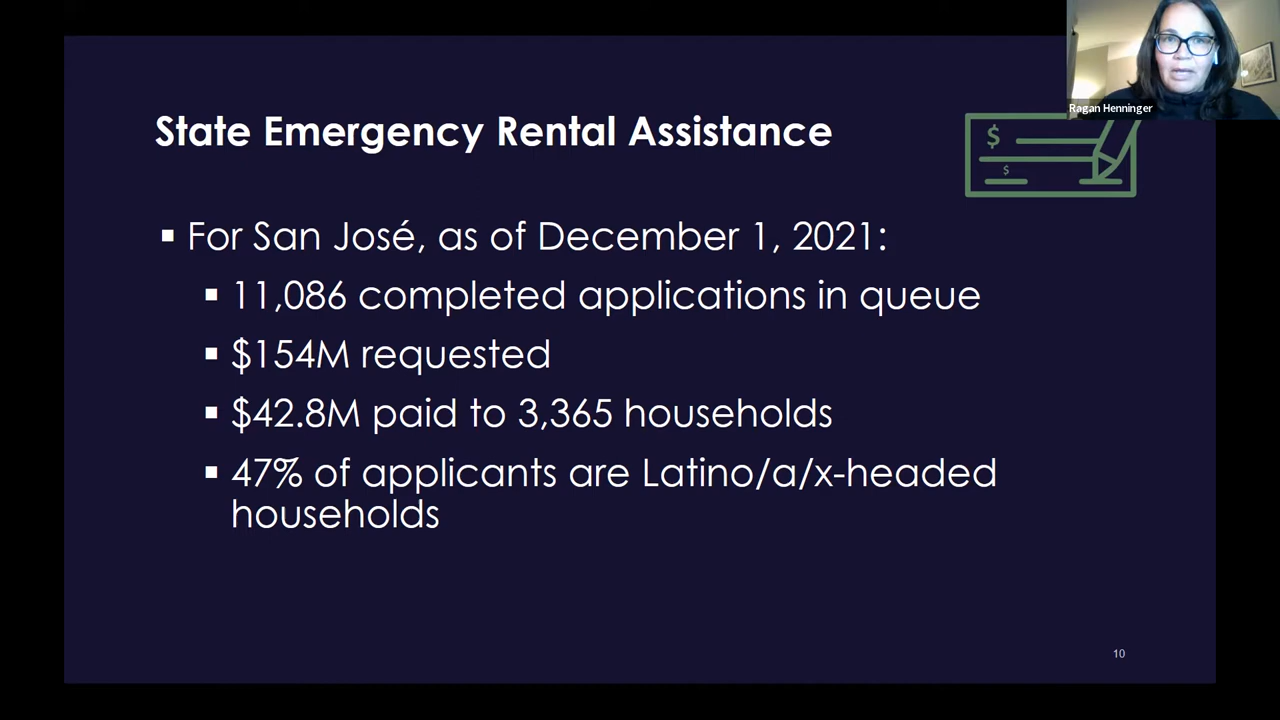 Ragan Henninger
State Emergency Rental Assistance
$
$
▪ For San José, as of December 1, 2021:
▪ 11,086 completed applications in queue
▪ $154M requested
▪ $42.8M paid to 3,365 households
▪ 47% of applicants are Latino/a/x-headed
households
10